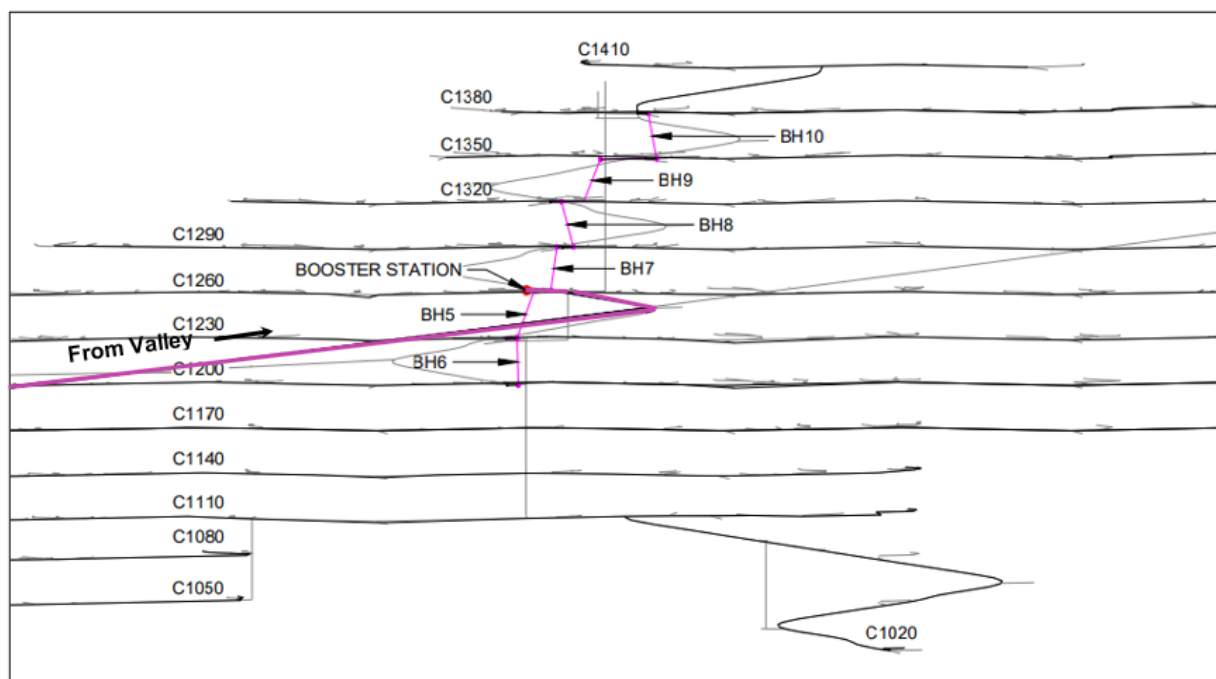 C1410
C1380
BH10
C1350
BH9
C1320
BH8
C1290
BOOSTER STATION
BH7
C1260
BH5
C1230
From Valley
BH6
C1200
C1170
C1140
C1110
C1080
C1050
C1020